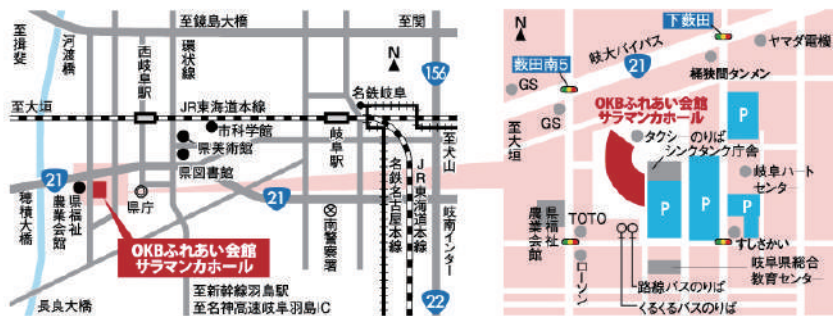 至鏡島大橋
至関
至揖斐
河渡橋
西岐阜駅
環状線
N
156
名鉄岐阜
至大垣
JR東海道本線
市科学館
県美術館
県図書館
岐阜駅
至犬山
21
穂積大橋
県福祉
農業会館
県庁
21
名鉄名古屋本線
JR東海道本線
岐南インター
南警察署
OKBふれあい会館
サラマンカホール
長良大橋
至新幹線羽島駅
至名神高速岐阜羽島IC
22
N
下薮田
岐大バイパス
21
ヤマダ電機
薮田南5
桶狭間タンメン
GS
GS
至大垣
OKBふれあい会館
サラマンカホール
P
タクシーのりば
シンクタンク庁舎
岐阜ハート
センター
P
P
P
県福祉
農業会館
TOTO
すしさかい
ローソン
岐阜県総合
教育センター
路線バスのりば
くるくるバスのりば